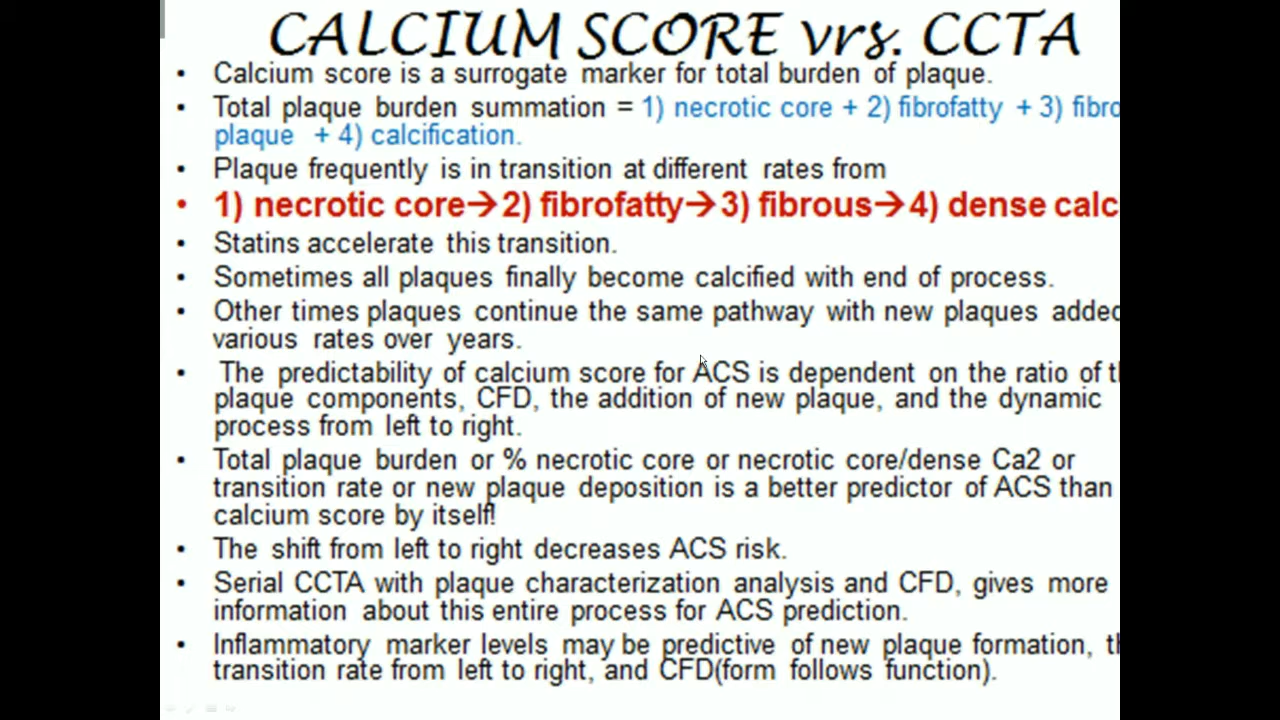 CALCIUM SCORE vrs. CCTA
• Calcium score is a surrogate marker for total burden of plaque.
• Total plaque burden summation = 1) necrotic core + 2) fibrofatty + 3) fibro
plaque + 4) calcification.
• Plaque frequently is in transition at different rates from
• 1) necrotic core→2) fibrofatty→3) fibrous→4) dense calc
• Statins accelerate this transition.
• Sometimes all plaques finally become calcified with end of process.
• Other times plaques continue the same pathway with new plaques added
various rates over years.
• The predictability of calcium score for ACS is dependent on the ratio of th
plaque components, CFD, the addition of new plaque, and the dynamic
process from left to right.
• Total plaque burden or % necrotic core or necrotic core/dense Ca2 or
transition rate or new plaque deposition is a better predictor of ACS than
calcium score by itself!
• The shift from left to right decreases ACS risk.
• Serial CCTA with plaque characterization analysis and CFD, gives more
information about this entire process for ACS prediction.
• Inflammatory marker levels may be predictive of new plaque formation, th
transition rate from left to right, and CFD(form follows function).